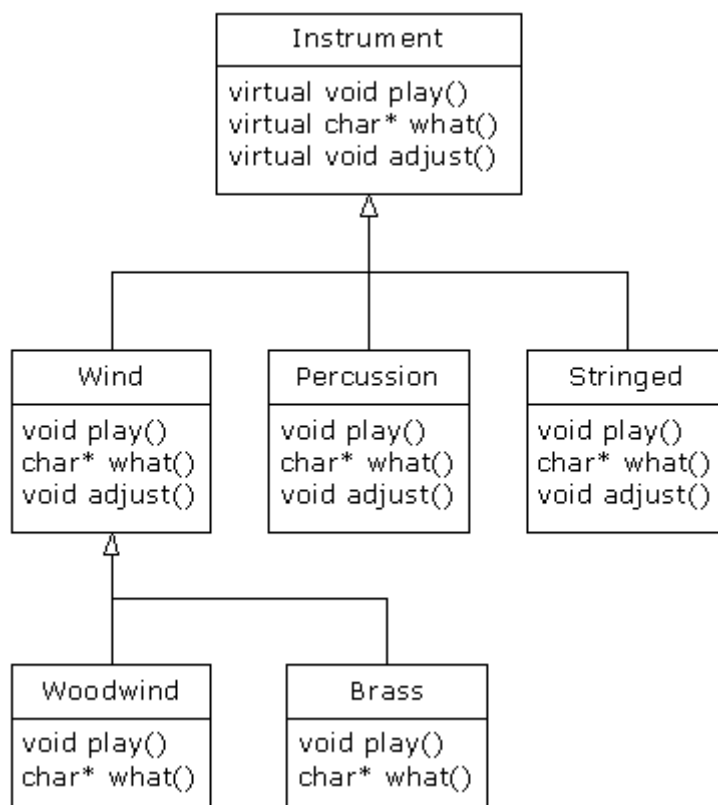 Instrument
virtual void play()
virtual char* what()
virtual void adjust()
Wind
void play()
char* what()
void adjust()
Percussion
void play()
char* what()
void adjust()
Stringed
void play()
char* what()
void adjust()
Woodwind
void play()
char* what()
Brass
void play()
char* what()